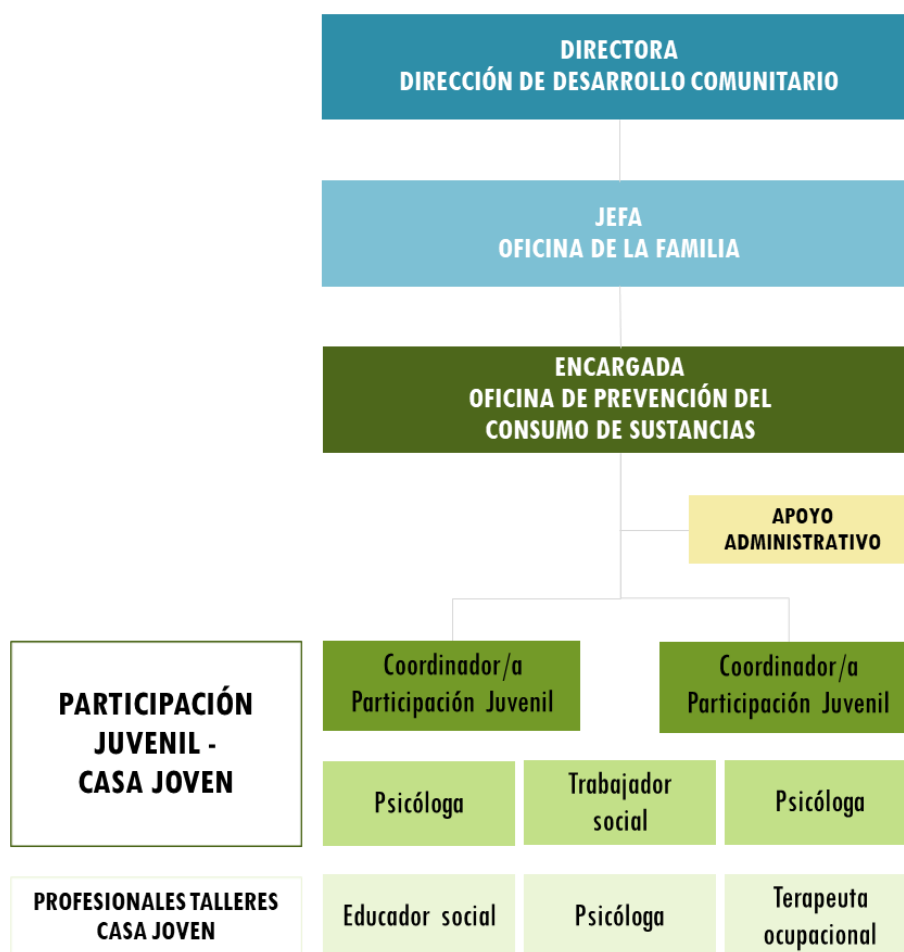 DIRECTORA
DIRECCIÓN DE DESARROLLO COMUNITARIO
JEFA
OFICINA DE LA FAMILIA
ENCARGADA
OFICINA DE PREVENCIÓN DEL
CONSUMO DE SUSTANCIAS
APOYO
ADMINISTRATIVO
PARTICIPACIÓN
JUVENIL -
CASA JOVEN
Coordinador/a
Participación Juvenil
Coordinador/a
Participación Juvenil
Psicóloga
Trabajador
social
Psicóloga
PROFESIONALES TALLERES
CASA JOVEN
Educador social
Psicóloga
Terapeuta
ocupacional